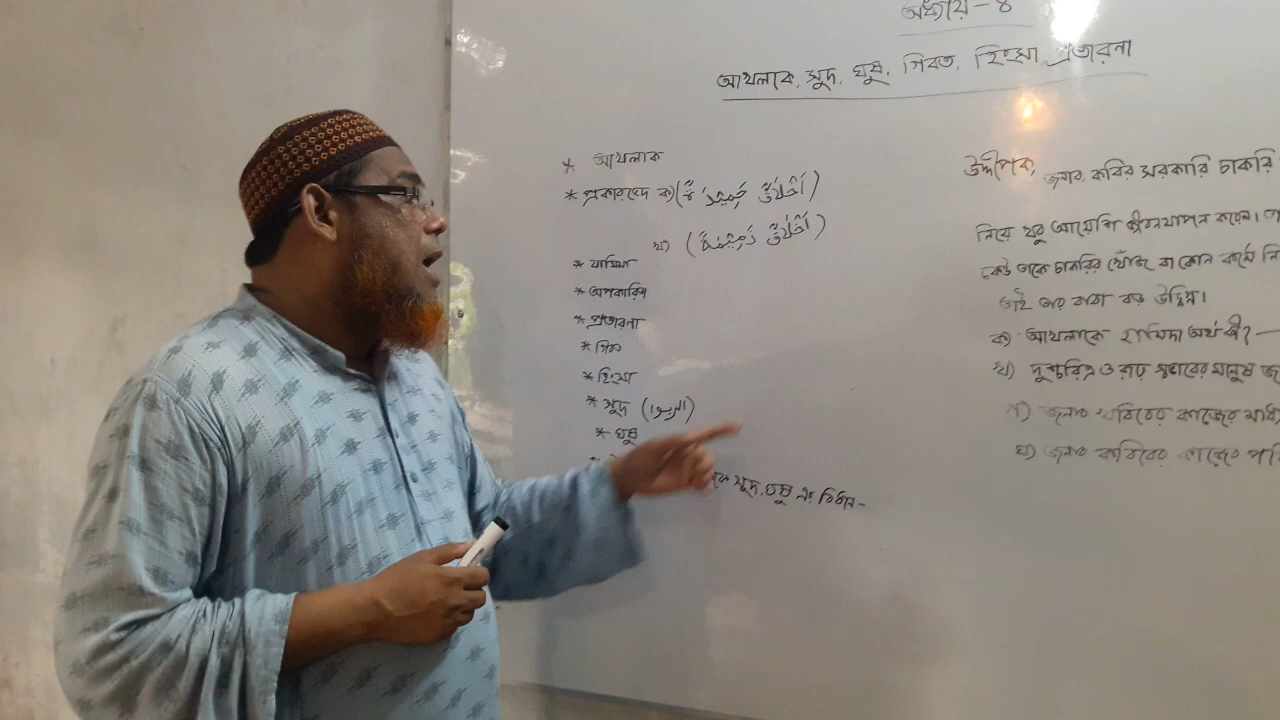 অধ্যায় - ৪
আখলাক, সুদ, ঘুষ, গিবত, হিংসা, প্রতারনা
* আখলাক
* প্রকারভেদ ক) (أَخْلَاقٌ حَمِيْدَةٌ)
খ) (أَخْلَاقٌ ذَمِيْمَةٌ)
*
* অপকারিতা
* প্রতারনা
* গিবত
* হিংসা
* সুদ (الربوا)
* ঘুষ
সুদ, ঘুষ এর বিধান-
উদ্দীপক, জনাব, কবির সরকারি চাকরি
নিয়ে খুব আয়েশি জীবনযাপন করেন।
কেউ তাকে চাকরির খোঁজ বা কোন কর্মে
তাই তার বাবা বড় উদ্বিগ্ন।
ক) আখলাকে হামিদা অর্থ কী? -
খ) দুশ্চরিত্র ও রূঢ় স্বভাবের মানুষ
গ) জনাব কবিরের কাজের
ঘ) জনাব কবিরের কাজের